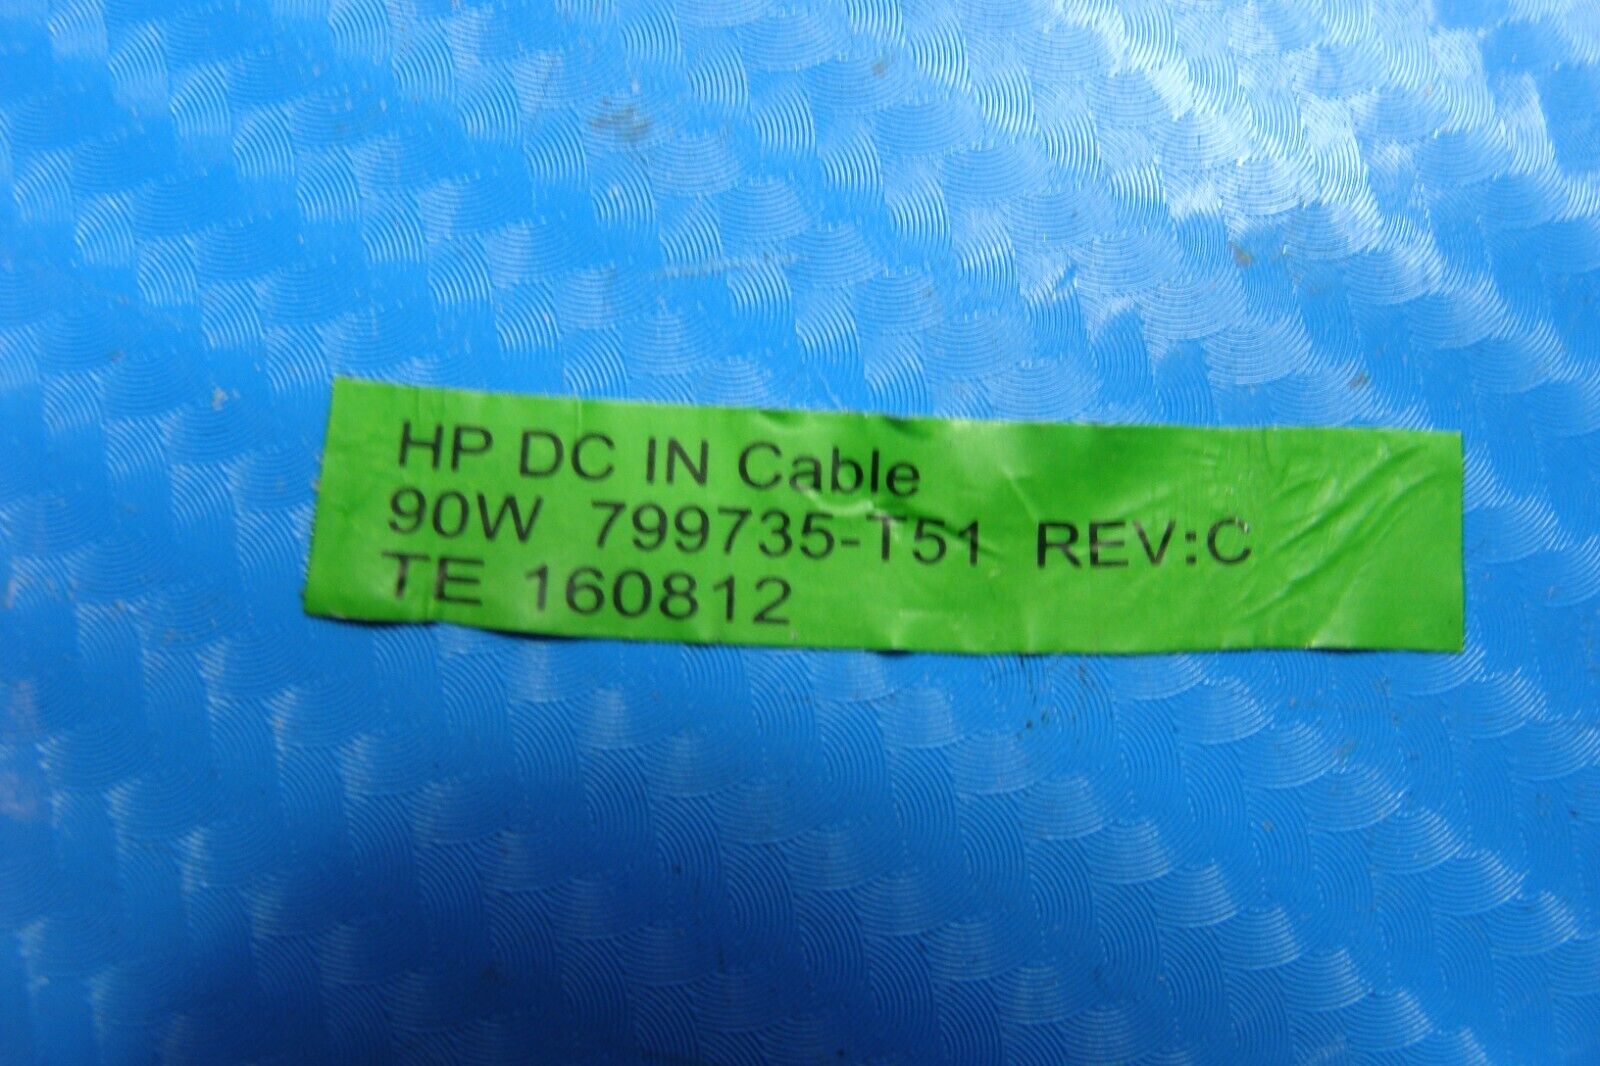 HP DC IN Cable
90W 799735-T51 REV:C
TE 160812